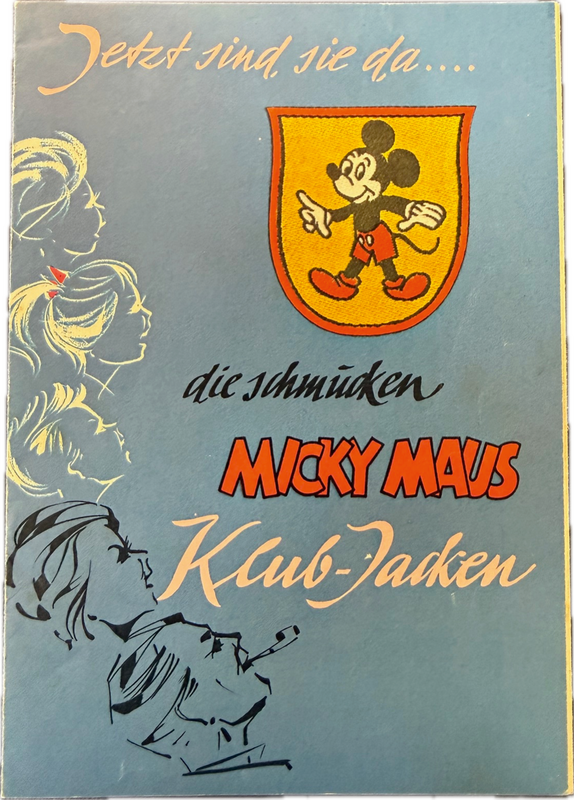 Jetzt sind sie da....
die schmucken
MICKY MAUS
Klub-Jacken